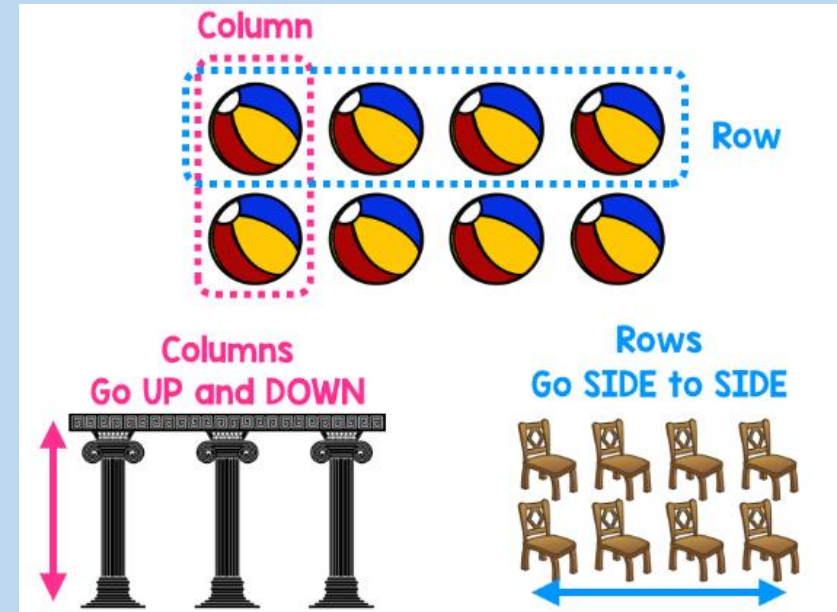 Column
Row
Columns
Go UP and DOWN
Rows
Go SIDE to SIDE